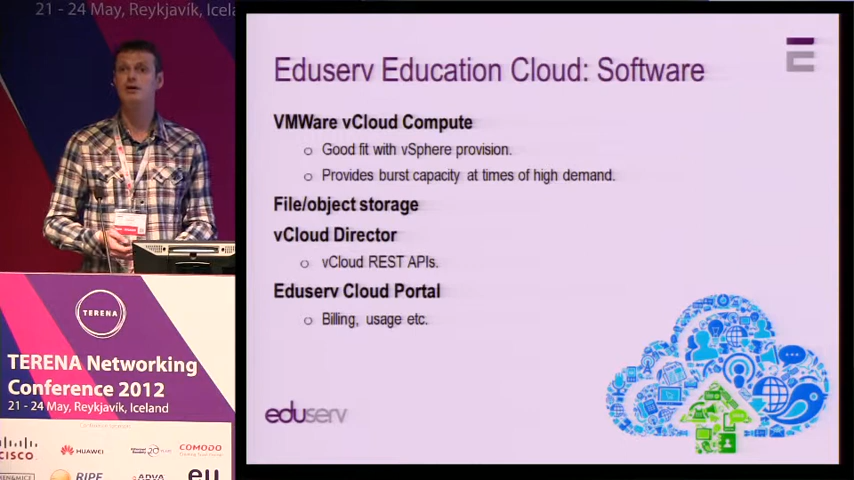 21 - 24 May, Reykjavík, Icela
Eduserv Education Cloud: Software
VMWare vCloud Compute
Good fit with vSphere provision.
Provides burst capacity at times of high demand.
File/object storage
vCloud Director
vCloud REST APIs.
Eduserv Cloud Portal
Billing, usage etc.
eduserv
TERENA
TERENA Networking
Conference 2012
21 - 24 May, Reykjavík, Iceland
CISCO
HUAWEI
COMODO
RIPE
ADVA
eu